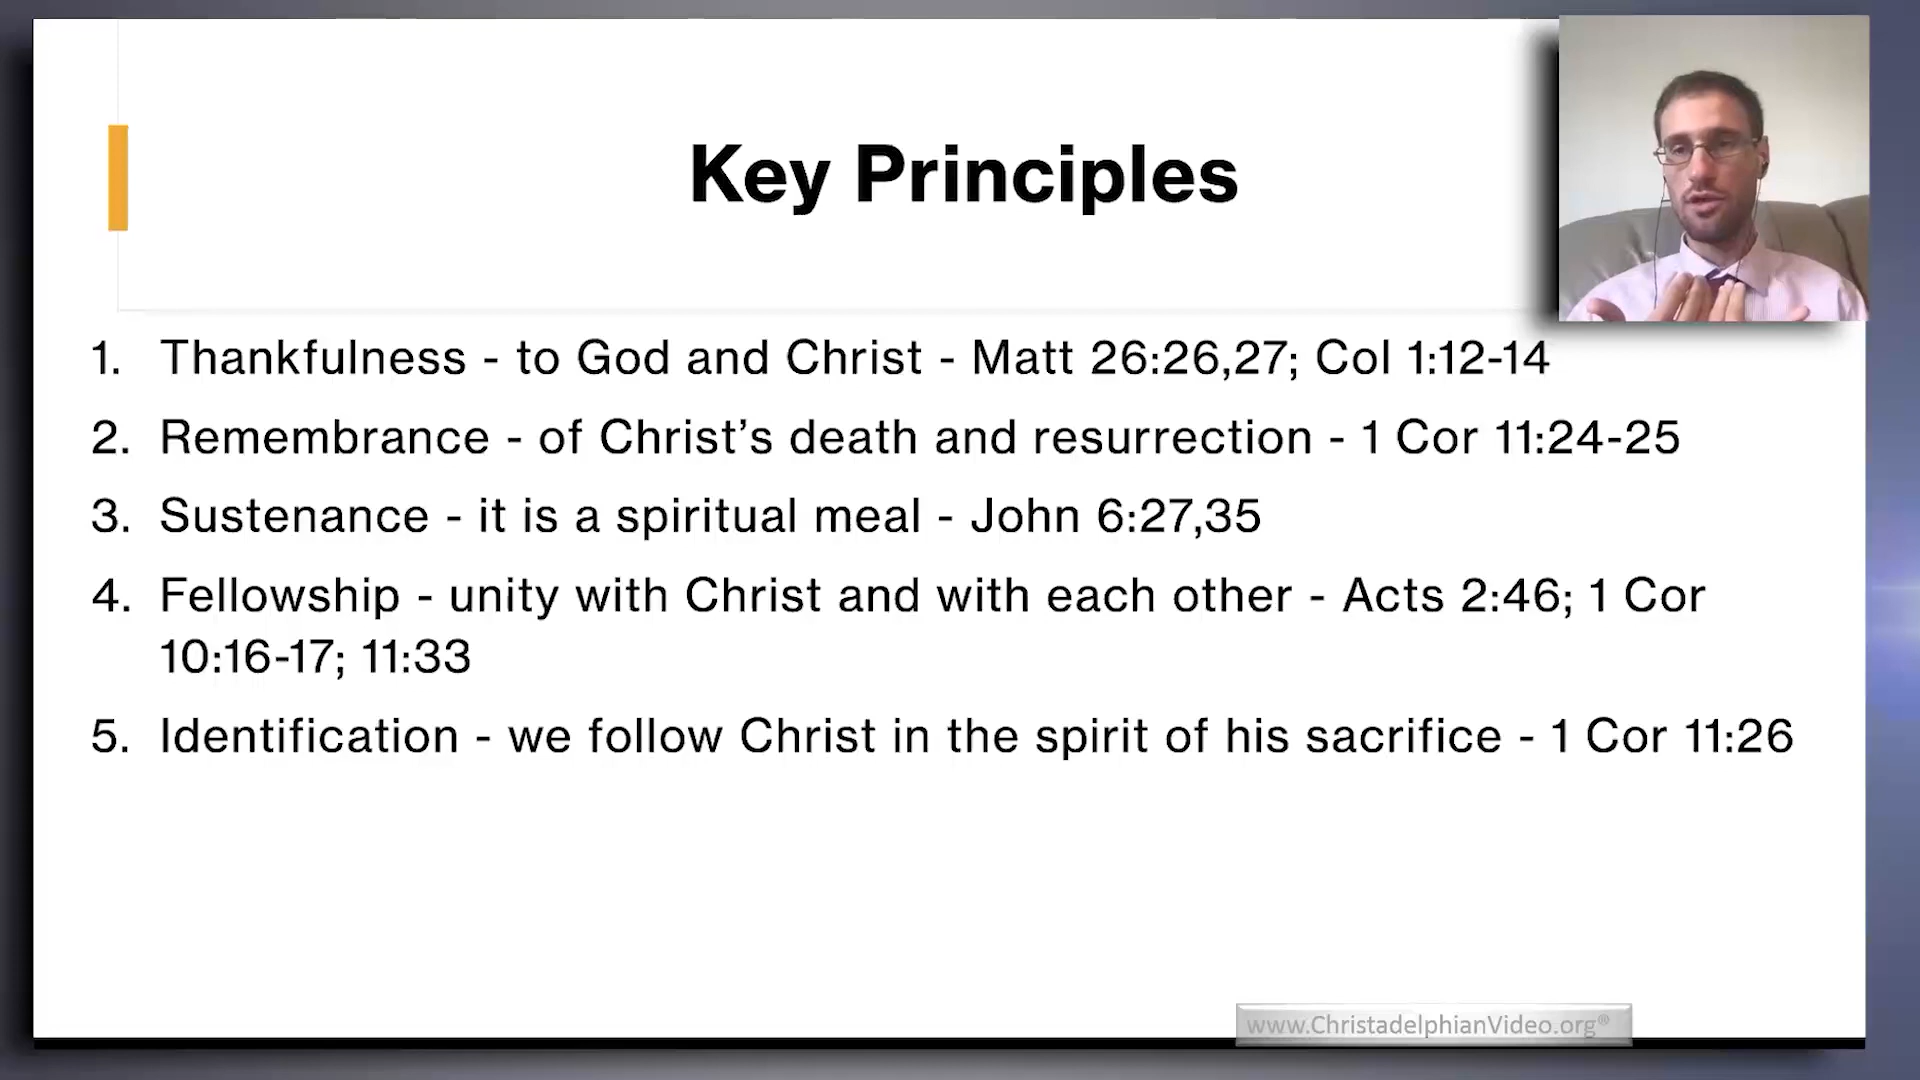 Key Principles
1. Thankfulness - to God and Christ - Matt 26:26,27; Col 1:12-14
2. Remembrance - of Christ’s death and resurrection - 1 Cor 11:24-25
3. Sustenance - it is a spiritual meal - John 6:27,35
4. Fellowship - unity with Christ and with each other - Acts 2:46; 1 Cor
10:16-17; 11:33
5. Identification - we follow Christ in the spirit of his sacrifice - 1 Cor 11:26
www.ChristadelphianVideo.org®